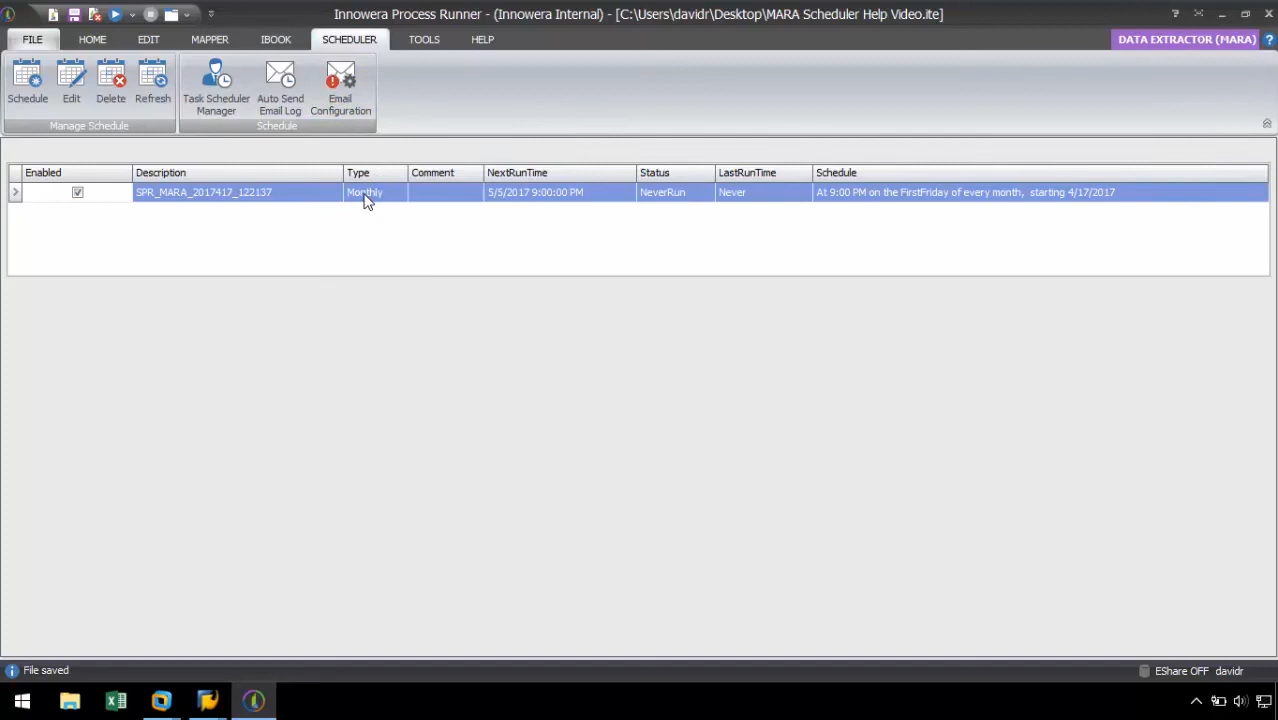 Innowera Process Runner - (Innowera Internal) - [C:\Users\davidr\Desktop\MARA Scheduler Help Video.ite]
FILE HOME EDIT MAPPER IBOOK SCHEDULER TOOLS HELP DATA EXTRACTOR (MARA)
Schedule Edit Delete Refresh Task Scheduler Manager Auto Send Email Log Email Configuration
Manage Schedule Schedule
Enabled Description Type Comment NextRunTime Status LastRunTime Schedule
SPR_MARA_2017417_122137 Monthly 5/5/2017 9:00:00 PM NeverRun Never At 9:00 PM on the FirstFriday of every month, starting 4/17/2017
File saved EShare OFF davidr